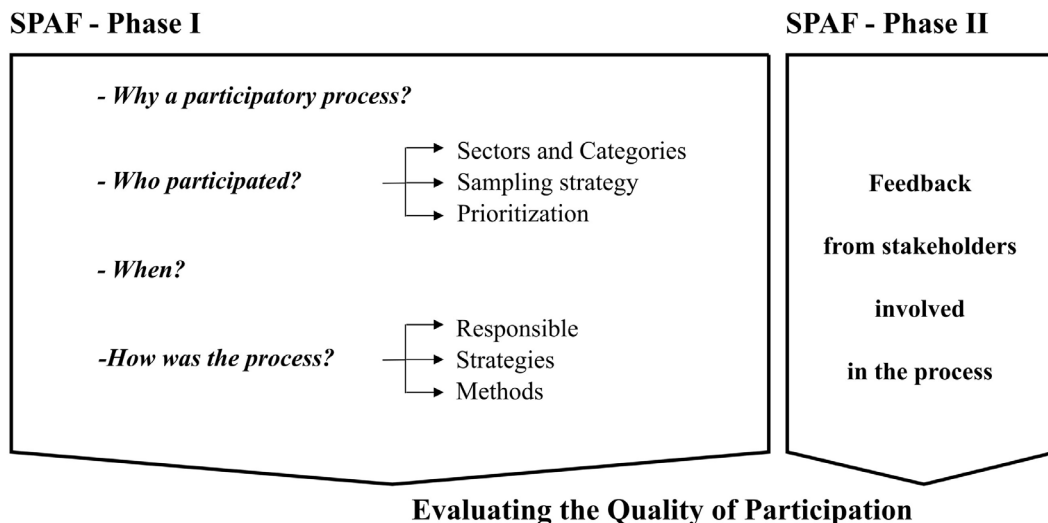 SPAF - Phase I
- Why a participatory process?
- Who participated?
Sectors and Categories
Sampling strategy
Prioritization
- When?
-How was the process?
Responsible
Strategies
Methods
SPAF - Phase II
Feedback
from stakeholders
involved
in the process
Evaluating the Quality of Participation